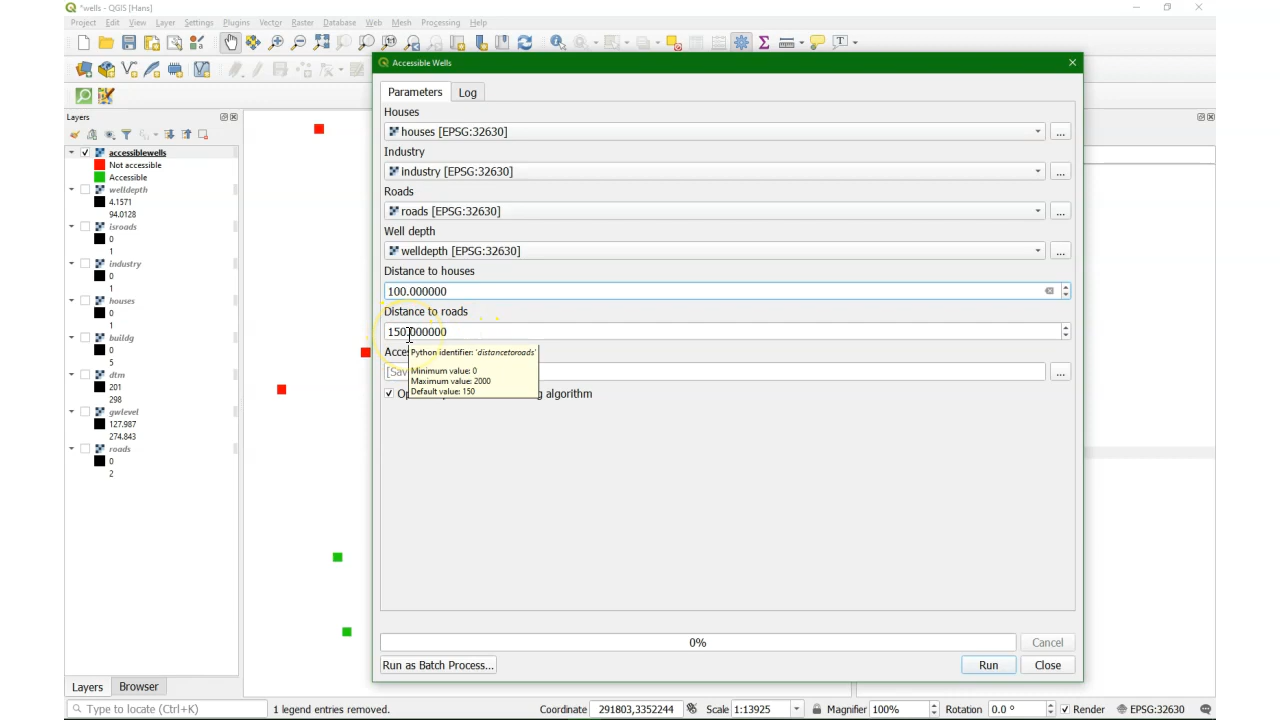 *wells - QGIS [Hans]
Project Edit View Layer Settings Plugins Vector Raster Database Web Mesh Processing Help
Accessible Wells
Parameters Log
Houses
houses [EPSG:32630]
...
Industry
industry [EPSG:32630]
...
Roads
roads [EPSG:32630]
...
Well depth
welldepth [EPSG:32630]
...
Distance to houses
100.000000
Distance to roads
150.000000
Python identifier: 'distancetoroads'
Minimum value: 0
Maximum value: 2000
Default value: 150
...
algorithm
0%
Cancel
Run as Batch Process...
Run
Close
Layers
accessiblewells
Not accessible
Accessible
welldepth
4.1571
94.0128
isroads
0
1
industry
0
1
houses
0
1
buildg
0
5
dtm
201
298
gwlevel
127.987
274.843
roads
0
2
Layers Browser
Type to locate (Ctrl+K)
1 legend entries removed.
Coordinate 291803,3352244 Scale 1:13925 Magnifier 100% Rotation 0.0 ° Render EPSG:32630